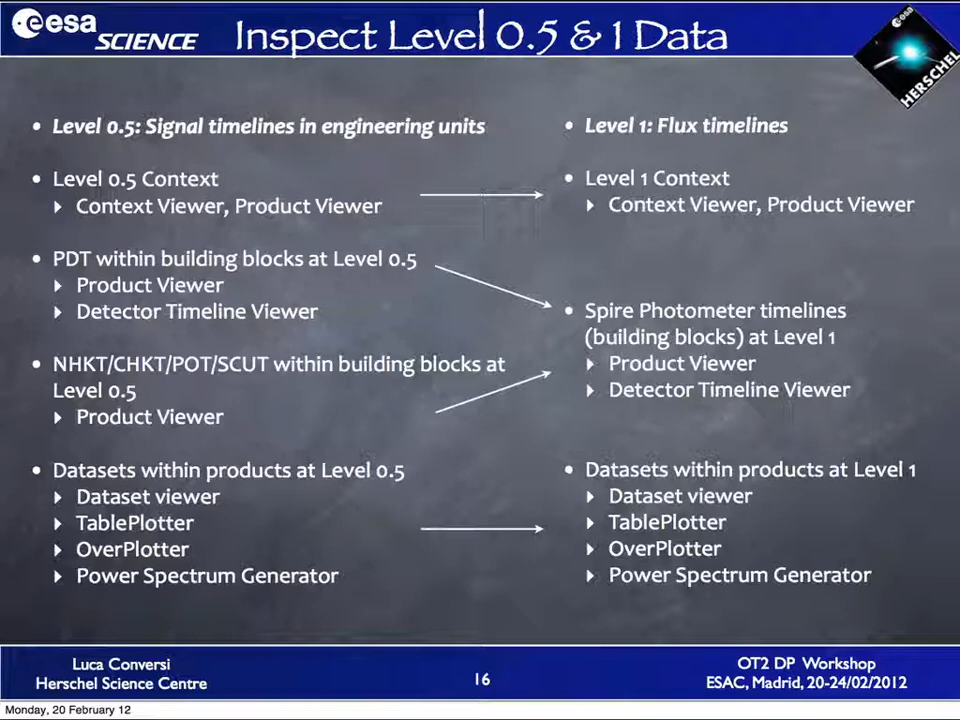 esa SCIENCE
Inspect Level 0.5 & 1 Data
esa
HERSCHEL
• Level 0.5: Signal timelines in engineering units
• Level 0.5 Context
Context Viewer, Product Viewer
• PDT within building blocks at Level 0.5
Product Viewer
Detector Timeline Viewer
• NHKT/CHKT/POT/SCUT within building blocks at
Level 0.5
Product Viewer
• Datasets within products at Level 0.5
Dataset viewer
TablePlotter
OverPlotter
Power Spectrum Generator
• Level 1: Flux timelines
• Level 1 Context
Context Viewer, Product Viewer
• Spire Photometer timelines
(building blocks) at Level 1
Product Viewer
Detector Timeline Viewer
• Datasets within products at Level 1
Dataset viewer
TablePlotter
OverPlotter
Power Spectrum Generator
Luca Conversi
Herschel Science Centre
16
OT2 DP Workshop
ESAC, Madrid, 20-24/02/2012
Monday, 20 February 12